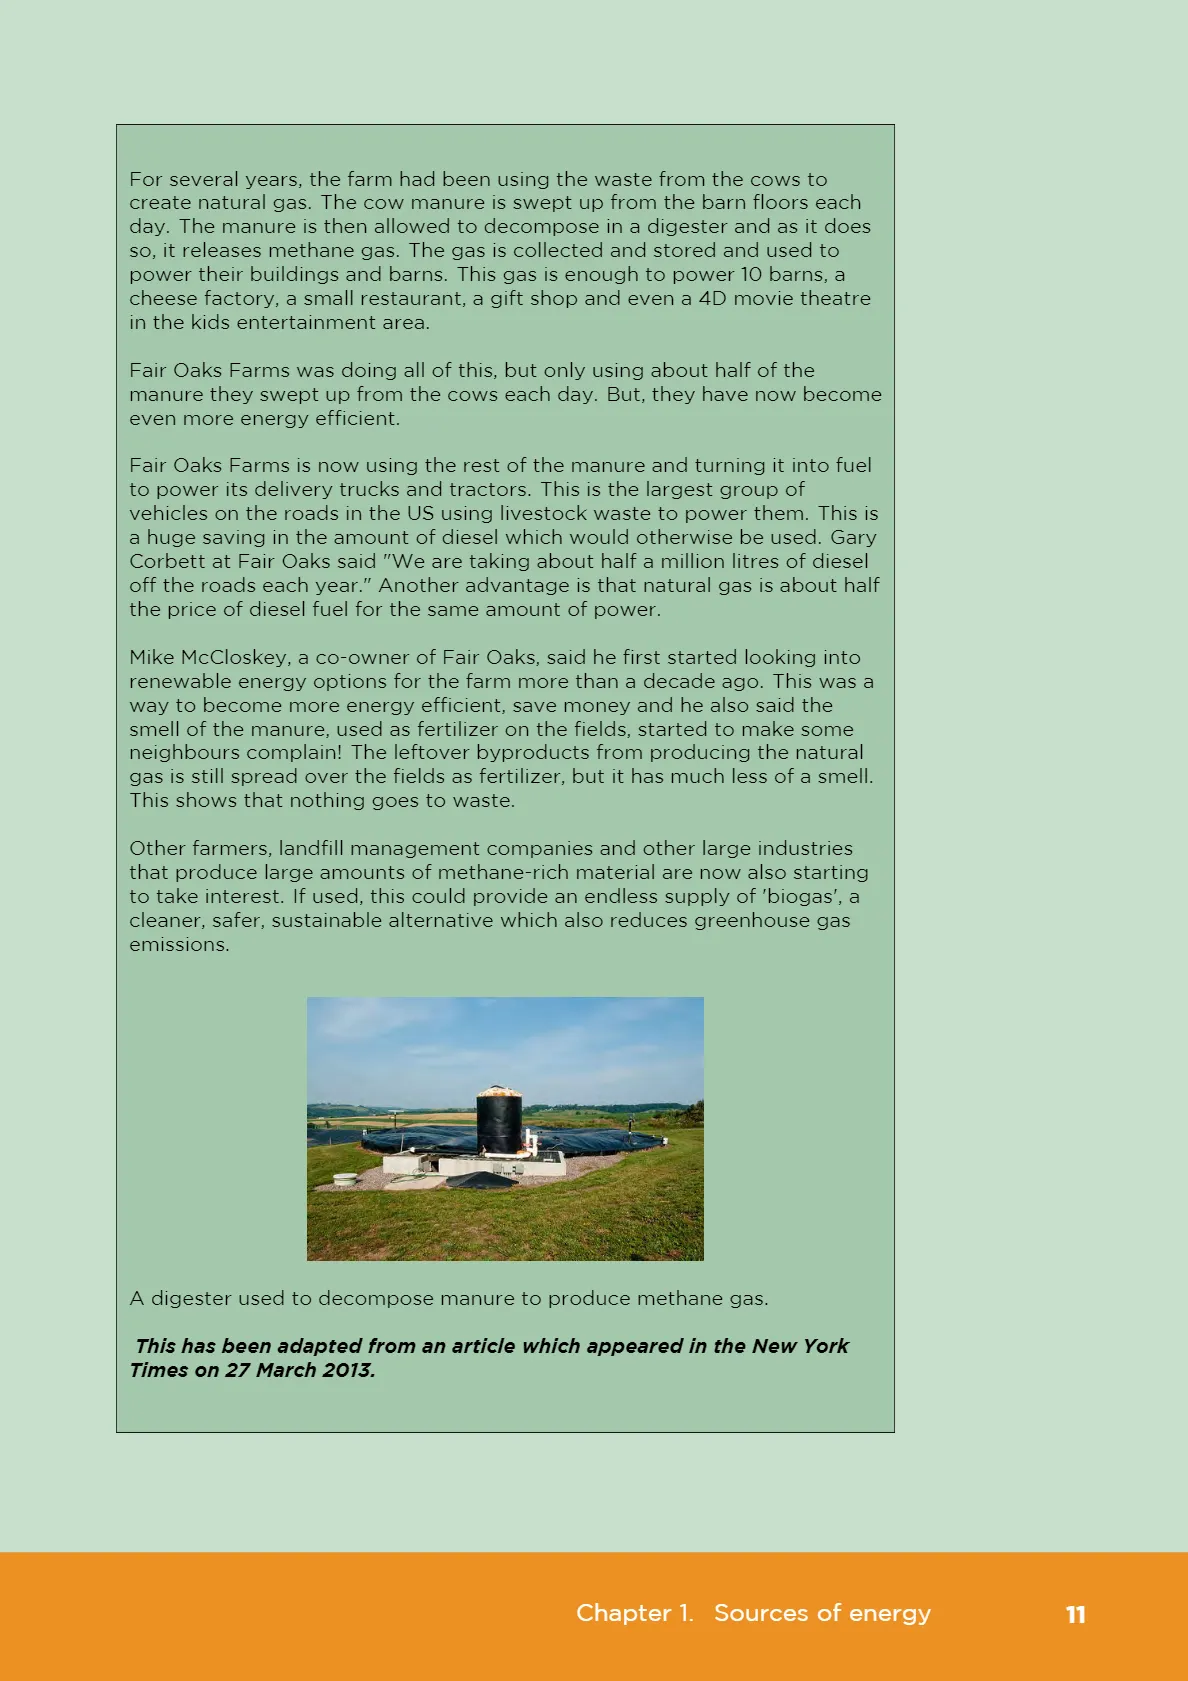 For several years, the farm had been using the waste from the cows to
create natural gas. The cow manure is swept up from the barn floors each
day. The manure is then allowed to decompose in a digester and as it does
so, it releases methane gas. The gas is collected and stored and used to
power their buildings and barns. This gas is enough to power 10 barns, a
cheese factory, a small restaurant, a gift shop and even a 4D movie theatre
in the kids entertainment area.
Fair Oaks Farms was doing all of this, but only using about half of the
manure they swept up from the cows each day. But, they have now become
even more energy efficient.
Fair Oaks Farms is now using the rest of the manure and turning it into fuel
to power its delivery trucks and tractors. This is the largest group of
vehicles on the roads in the US using livestock waste to power them. This is
a huge saving in the amount of diesel which would otherwise be used. Gary
Corbett at Fair Oaks said "We are taking about half a million litres of diesel
off the roads each year." Another advantage is that natural gas is about half
the price of diesel fuel for the same amount of power.
Mike McCloskey, a co-owner of Fair Oaks, said he first started looking into
renewable energy options for the farm more than a decade ago. This was a
way to become more energy efficient, save money and he also said the
smell of the manure, used as fertilizer on the fields, started to make some
neighbours complain! The leftover byproducts from producing the natural
gas is still spread over the fields as fertilizer, but it has much less of a smell.
This shows that nothing goes to waste.
Other farmers, landfill management companies and other large industries
that produce large amounts of methane-rich material are now also starting
to take interest. If used, this could provide an endless supply of 'biogas', a
cleaner, safer, sustainable alternative which also reduces greenhouse gas
emissions.
A digester used to decompose manure to produce methane gas.
This has been adapted from an article which appeared in the New York
Times on 27 March 2013.
Chapter 1. Sources of energy 11